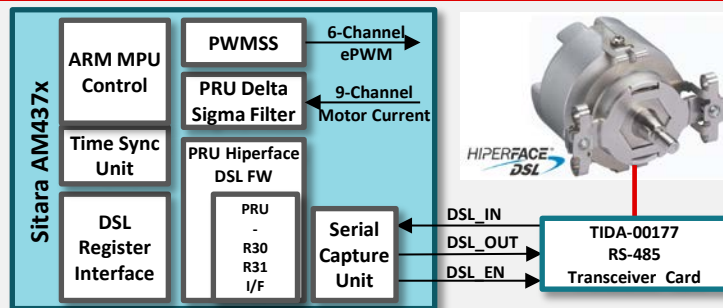 Sitara AM437x
ARM MPU
Control
Time Sync
Unit
DSL
Register
Interface
PWMSS
PRU Delta
Sigma Filter
PRU Hiperface
DSL FW
PRU
-
R30
R31
I/F
Serial
Capture
Unit
6-Channel
ePWM
9-Channel
Motor Current
DSL_IN
DSL_OUT
DSL_EN
HIPERFACE
DSL
TIDA-00177
RS-485
Transceiver Card